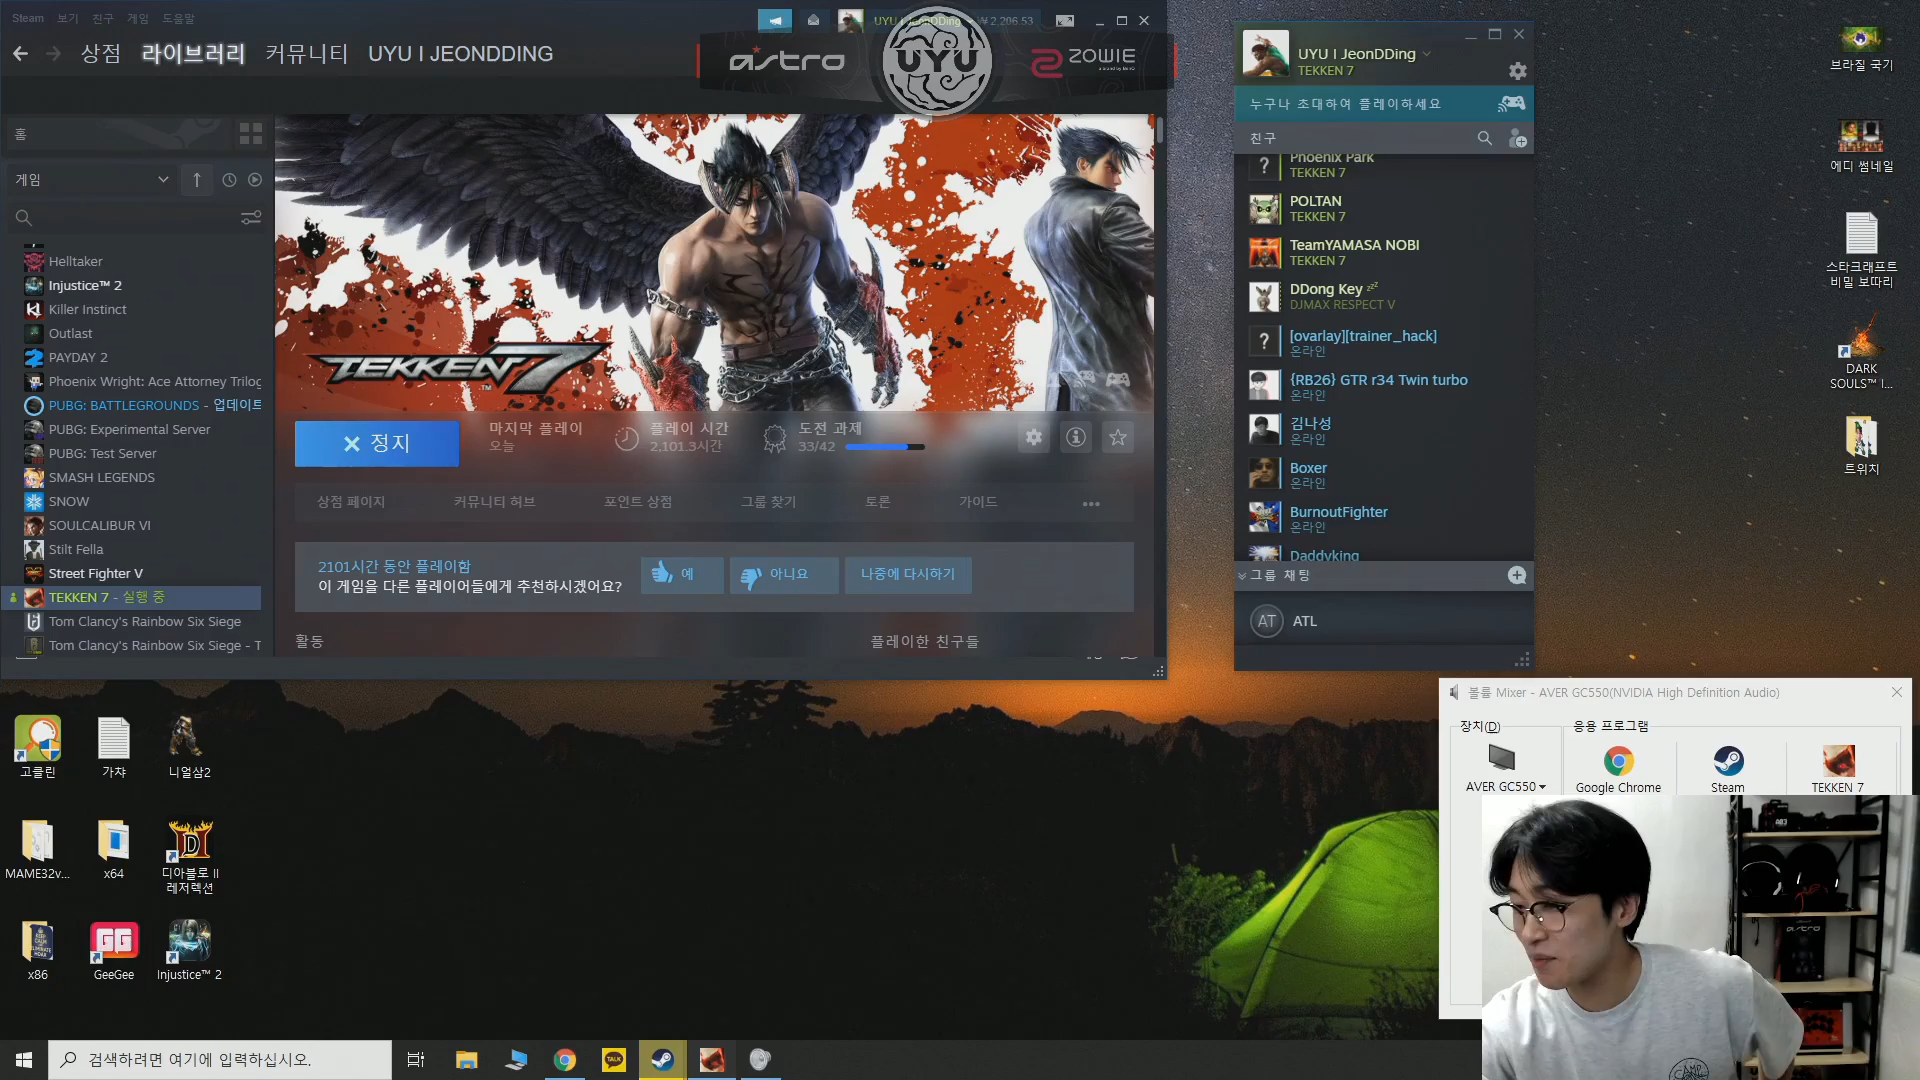 Steam 보기 친구 게임 도움말
상점 라이브러리 커뮤니티 UYU I JEONDDING
astro UYU ZOWIE
홈
게임
Helltaker
Injustice™ 2
Killer Instinct
Outlast
PAYDAY 2
Phoenix Wright: Ace Attorney Trilog
PUBG: BATTLEGROUNDS - 업데이트
PUBG: Experimental Server
PUBG: Test Server
SMASH LEGENDS
SNOW
SOULCALIBUR VI
Stilt Fella
Street Fighter V
TEKKEN 7 - 실행 중
Tom Clancy's Rainbow Six Siege
Tom Clancy's Rainbow Six Siege - T
TEKKEN 7
정지
마지막 플레이
오늘
플레이 시간
2,101.3시간
도전 과제
33/42
상점 페이지 커뮤니티 허브 포인트 상점 그룹 찾기 토론 가이드
2101시간 동안 플레이함
이 게임을 다른 플레이어들에게 추천하시겠어요?
예 아니요 나중에 다시하기
활동 플레이한 친구들
UYU I JeonDDing
TEKKEN 7
누구나 초대하여 플레이하세요
친구
Phoenix Park
TEKKEN 7
POLTAN
TEKKEN 7
TeamYAMASA NOBI
TEKKEN 7
DDong Key zzz
DJMAX RESPECT V
[ovarlay][trainer_hack]
온라인
{RB26} GTR r34 Twin turbo
온라인
김나성
온라인
Boxer
온라인
BurnoutFighter
온라인
Daddyking
그룹 채팅
AT ATL
브라질 국기
에디 썸네일
스타크래프트
비밀 보따리
DARK
SOULS™ I...
트위치
볼륨 Mixer - AVER GC550(NVIDIA High Definition Audio)
장치(D) 응용 프로그램
AVER GC550 Google Chrome Steam TEKKEN 7
astro
고클린 가챠 니얼삼2
MAME32v... x64 디아블로 II
레저렉션
x86 GeeGee Injustice™ 2
검색하려면 여기에 입력하십시오.
TALK